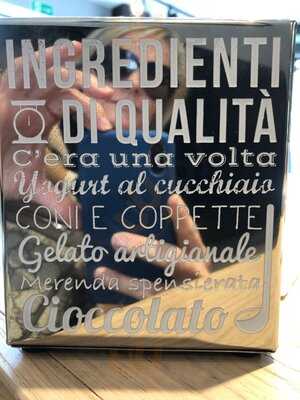 INGREDIENTI
DI QUALITÀ
C'era una volta
Yogurt al cucchiaio
CONI E COPPETTE
Gelato artigianale
Merenda spensierata
Cioccolato